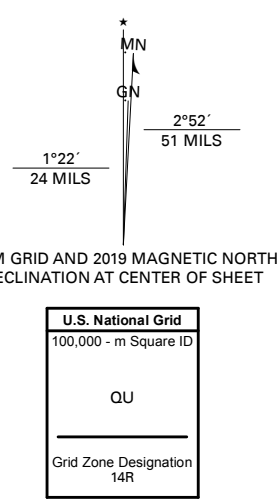 ★
MN
GN
2°52´
51 MILS
1°22´
24 MILS
M GRID AND 2019 MAGNETIC NORTH
ECLINATION AT CENTER OF SHEET
U.S. National Grid
100,000 - m Square ID
QU
Grid Zone Designation
14R